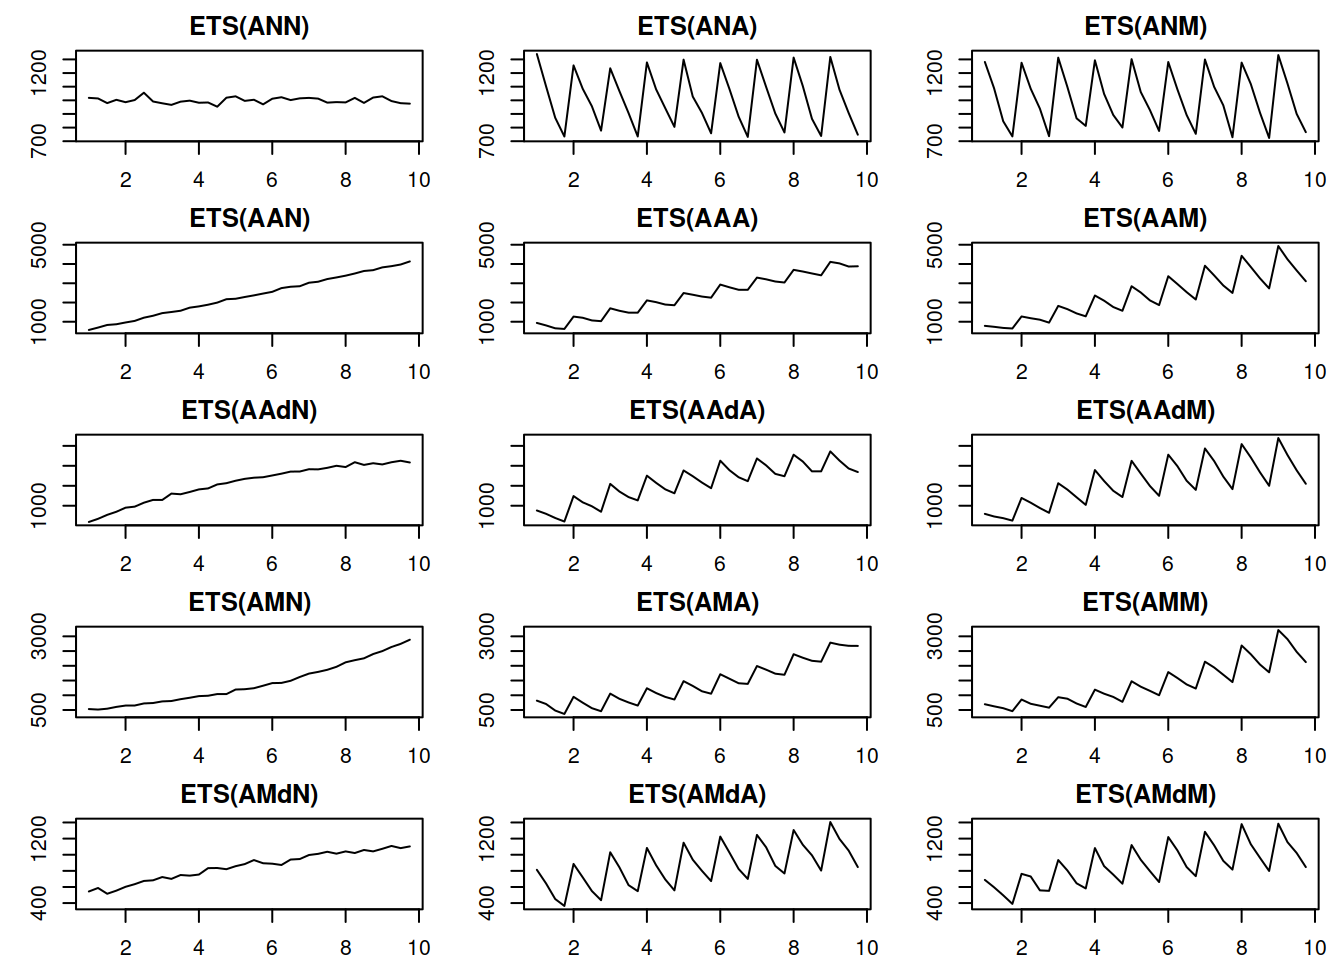 ETS(ANN) ETS(ANA) ETS(ANM)
700 1200 700 1200 700 1200
2 4 6 8 10 2 4 6 8 10 2 4 6 8 10
ETS(AAN) ETS(AAA) ETS(AAM)
1000 5000 1000 5000 1000 5000
2 4 6 8 10 2 4 6 8 10 2 4 6 8 10
ETS(AAdN) ETS(AAdA) ETS(AAdM)
1000 1000 1000
2 4 6 8 10 2 4 6 8 10 2 4 6 8 10
ETS(AMN) ETS(AMA) ETS(AMM)
500 3000 500 3000 500 3000
2 4 6 8 10 2 4 6 8 10 2 4 6 8 10
ETS(AMdN) ETS(AMdA) ETS(AMdM)
400 1200 400 1200 400 1200
2 4 6 8 10 2 4 6 8 10 2 4 6 8 10